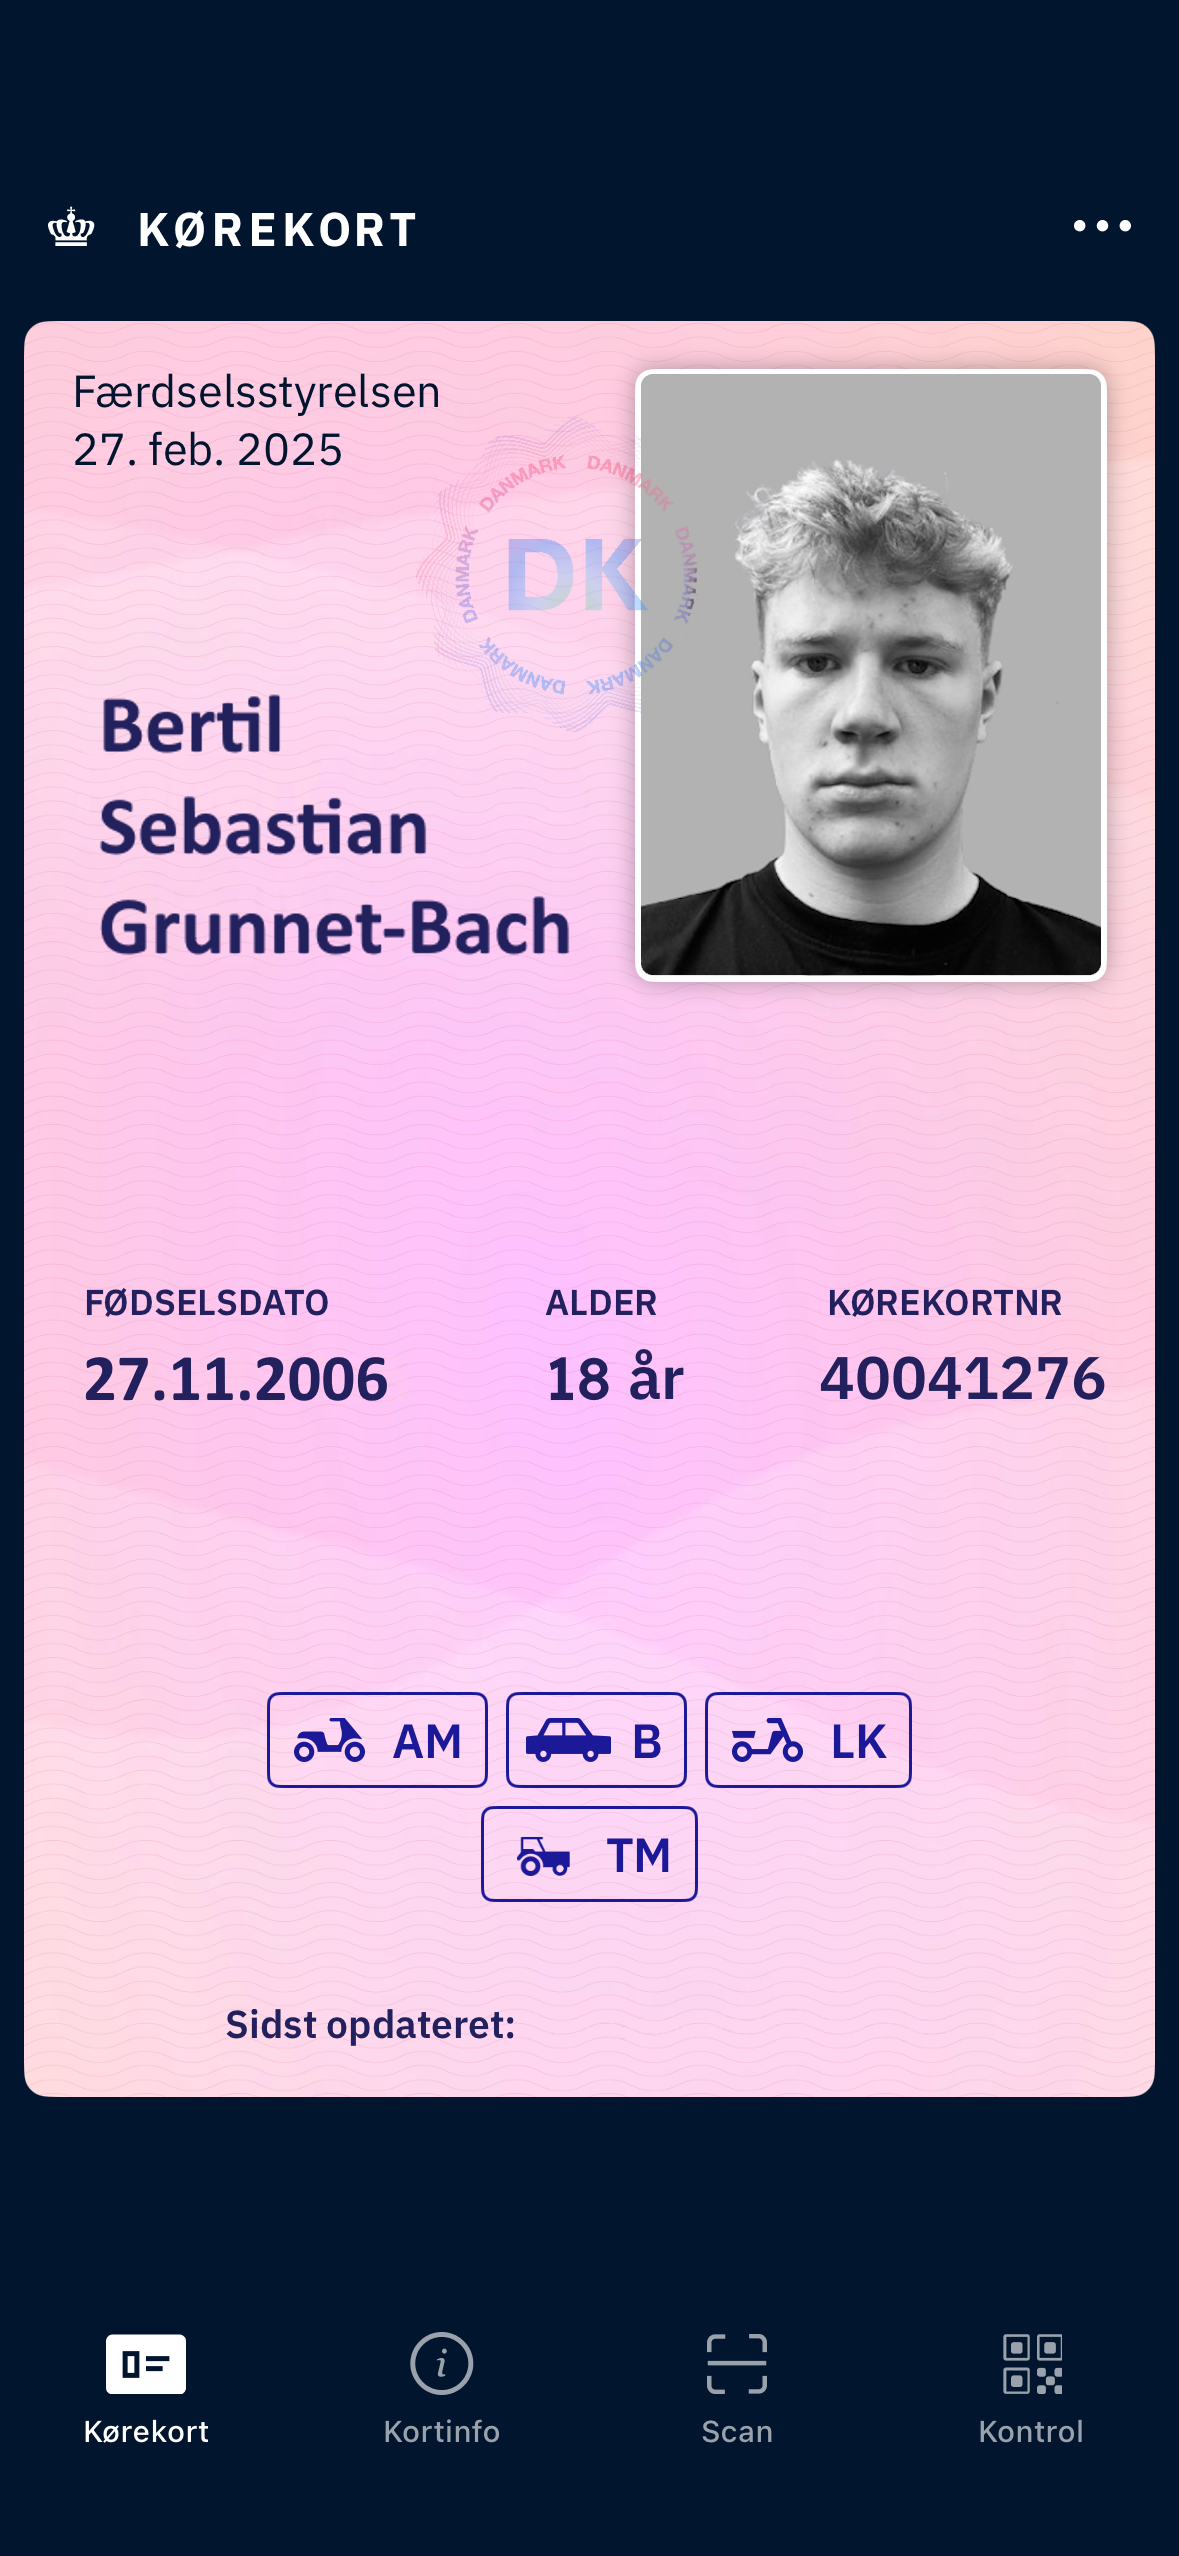 KØREKORT
Færdselsstyrelsen
27. feb. 2025
DANMARK DANMARK DANMARK DANMARK DANMARK DANMARK DANMARK
DK
Bertil
Sebastian
Grunnet-Bach
FØDSELSDATO ALDER KØREKORTNR
27.11.2006 18 år 40041276
AM B LK
TM
Sidst opdateret:
Kørekort Kortinfo Scan Kontrol